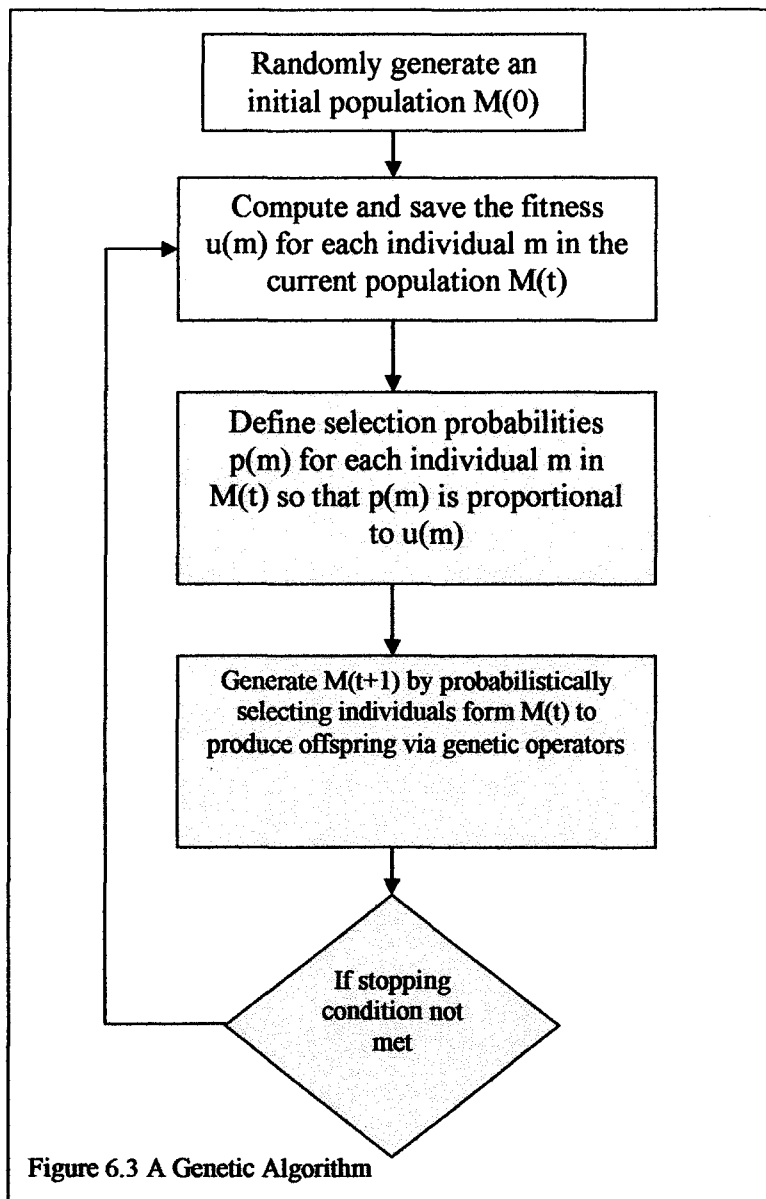 Randomly generate an
initial population M(0)
Compute and save the fitness
u(m) for each individual m in the
current population M(t)
Define selection probabilities
p(m) for each individual m in
M(t) so that p(m) is proportional
to u(m)
Generate M(t+1) by probabilistically
selecting individuals form M(t) to
produce offspring via genetic operators
If stopping
condition not
met
Figure 6.3 A Genetic Algorithm